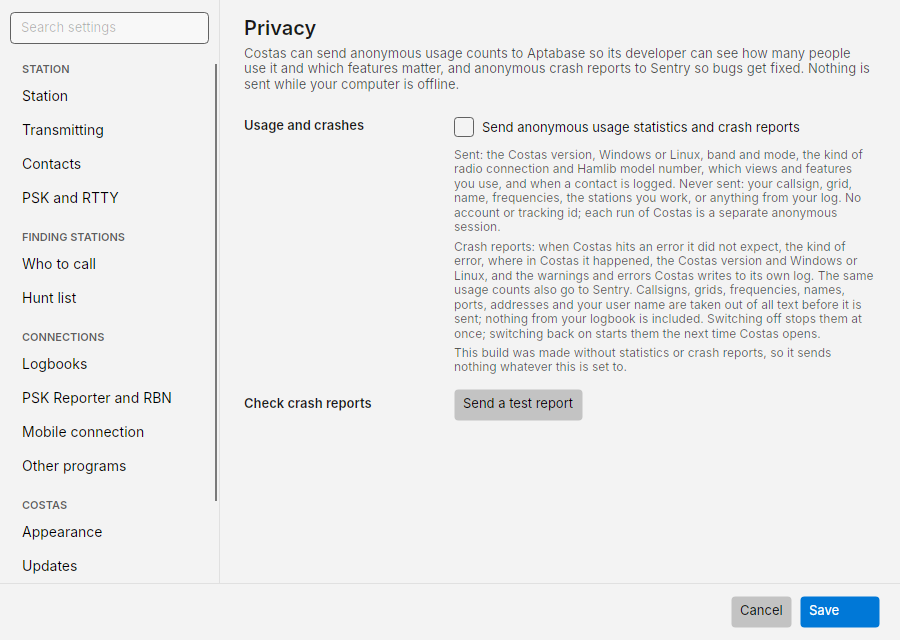 Search settings
STATION
Station
Transmitting
Contacts
PSK and RTTY
FINDING STATIONS
Who to call
Hunt list
CONNECTIONS
Logbooks
PSK Reporter and RBN
Mobile connection
Other programs
COSTAS
Appearance
Updates
Privacy
Costas can send anonymous usage counts to Aptabase so its developer can see how many people
use it and which features matter, and anonymous crash reports to Sentry so bugs get fixed. Nothing is
sent while your computer is offline.
Usage and crashes
Send anonymous usage statistics and crash reports
Sent: the Costas version, Windows or Linux, band and mode, the kind of
radio connection and Hamlib model number, which views and features
you use, and when a contact is logged. Never sent: your callsign, grid,
name, frequencies, the stations you work, or anything from your log. No
account or tracking id; each run of Costas is a separate anonymous
session.
Crash reports: when Costas hits an error it did not expect, the kind of
error, where in Costas it happened, the Costas version and Windows or
Linux, and the warnings and errors Costas writes to its own log. The same
usage counts also go to Sentry. Callsigns, grids, frequencies, names,
ports, addresses and your user name are taken out of all text before it is
sent; nothing from your logbook is included. Switching off stops them at
once; switching back on starts them the next time Costas opens.
This build was made without statistics or crash reports, so it sends
nothing whatever this is set to.
Check crash reports
Send a test report
Cancel
Save